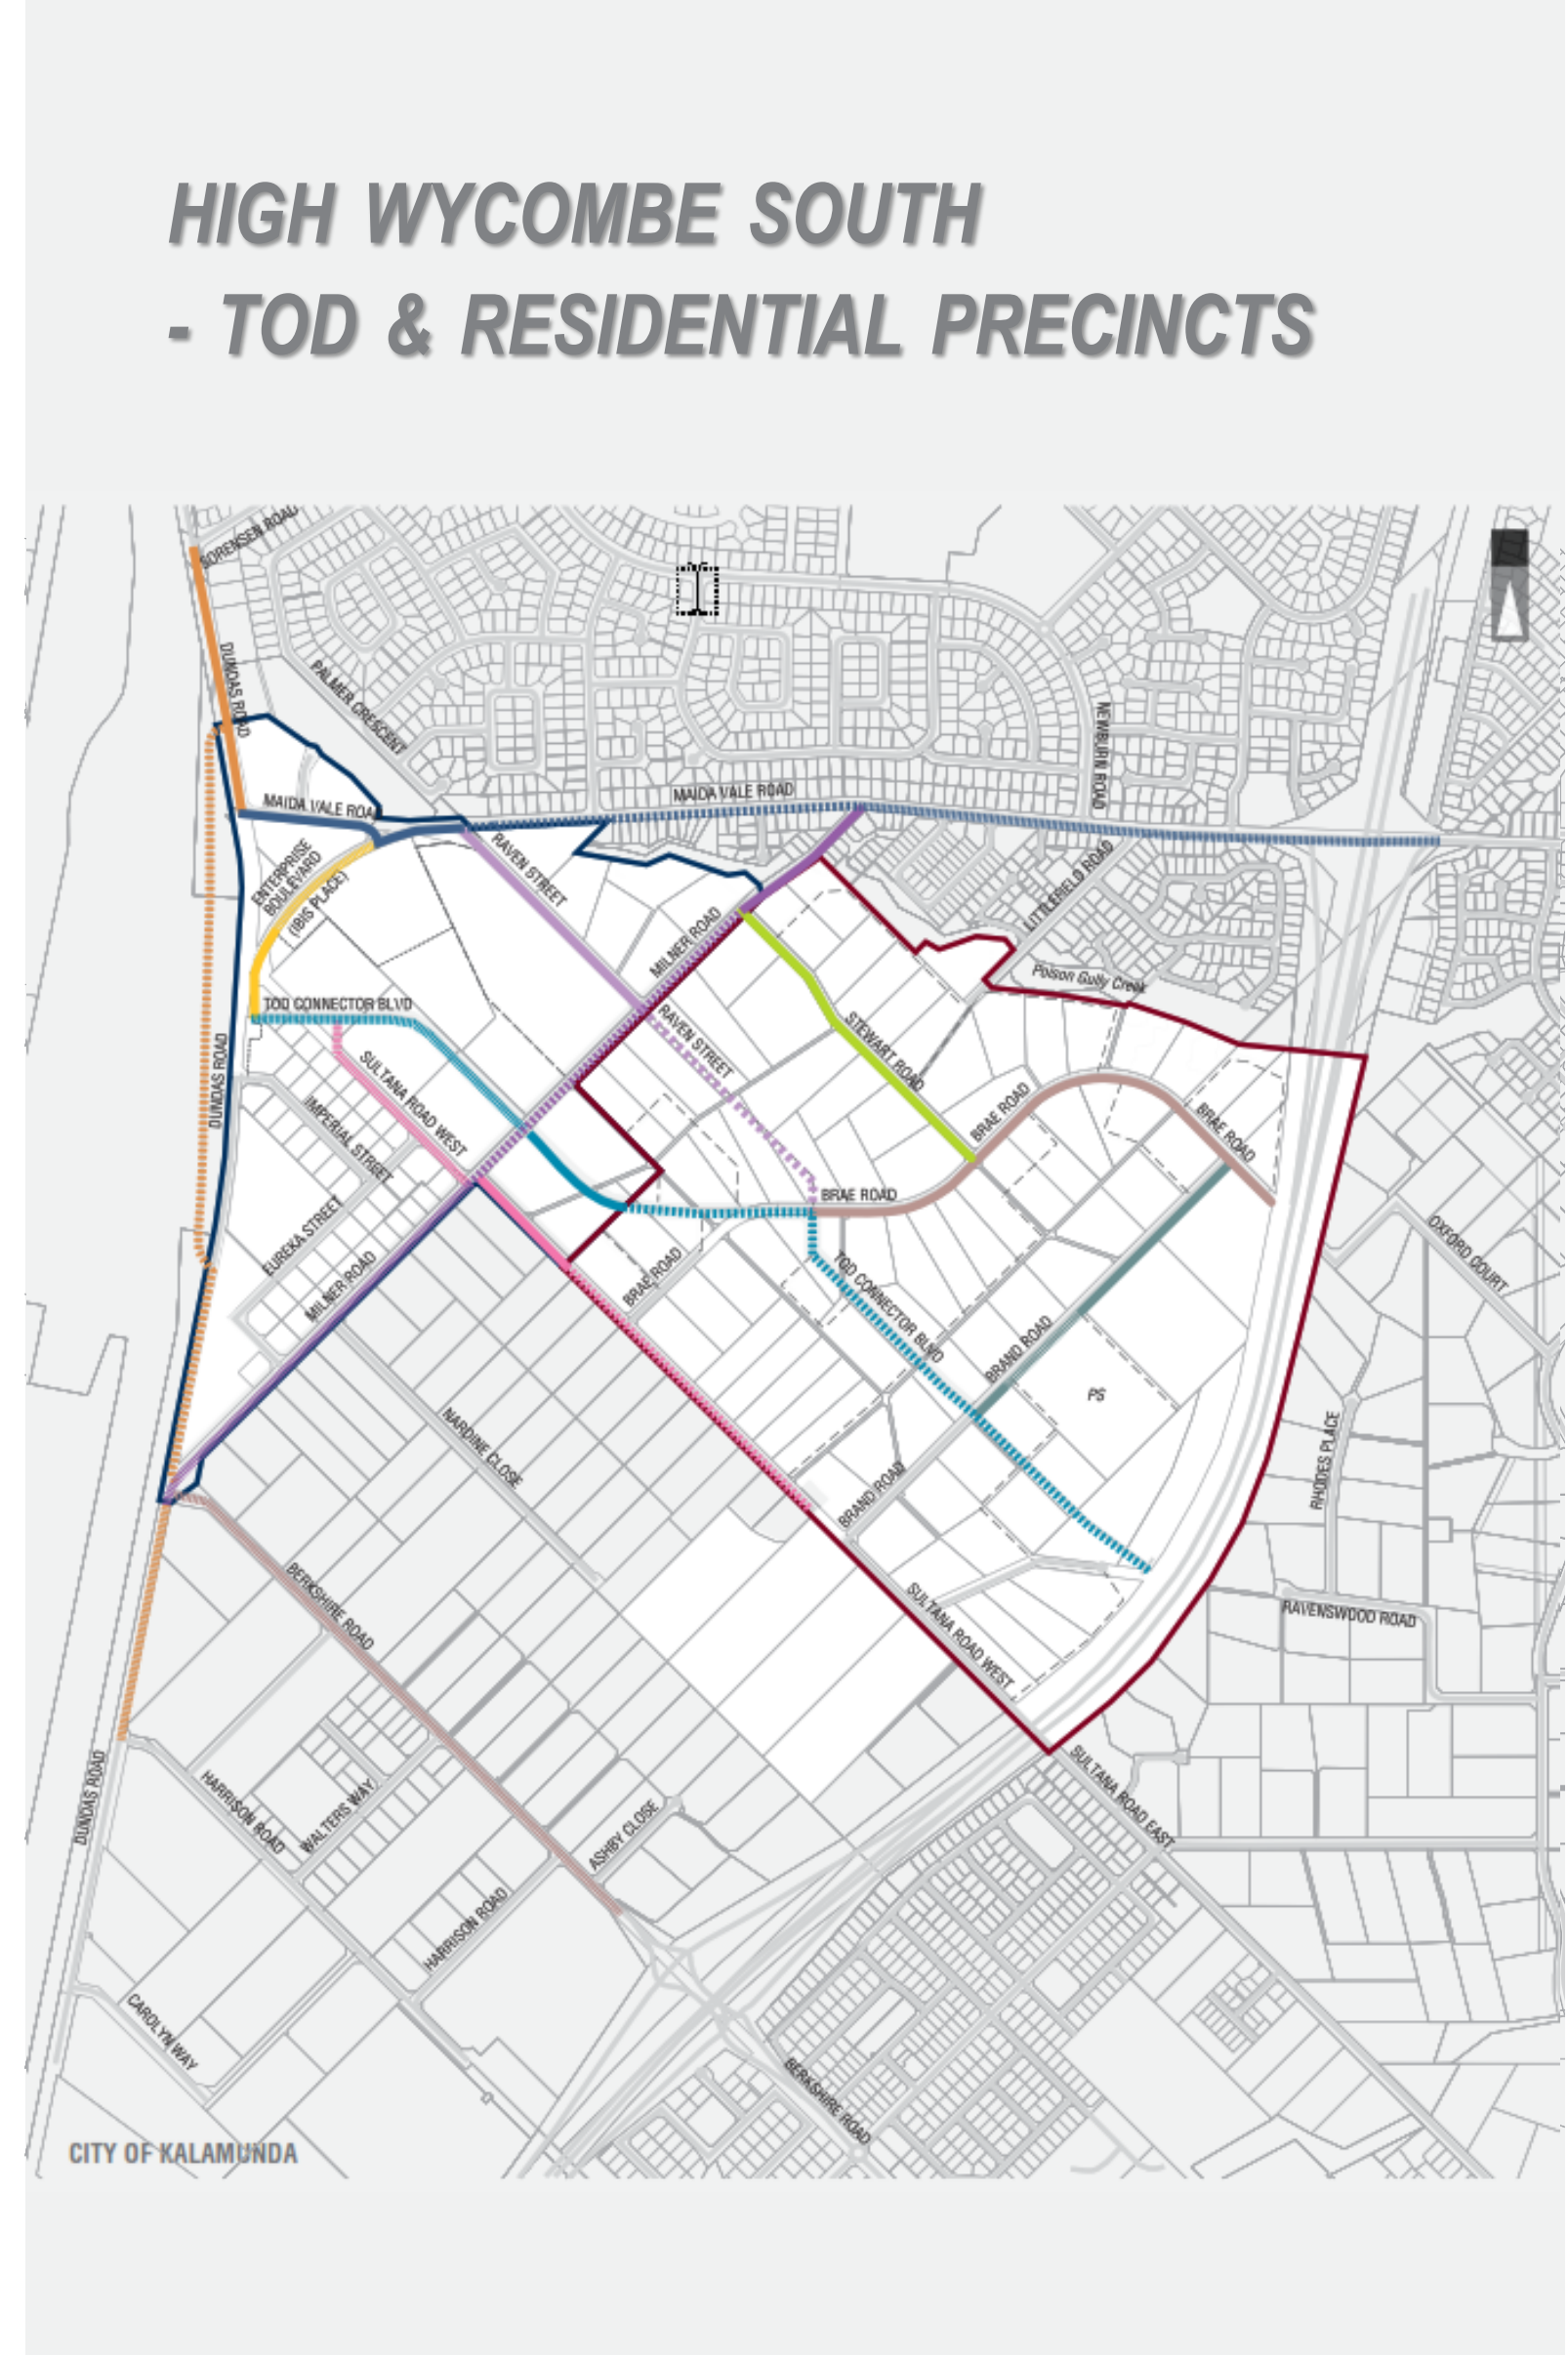 HIGH WYCOMBE SOUTH
- TOD & RESIDENTIAL PRECINCTS
SORENSEN ROAD
DUNDAS ROAD
PALMER CRESCENT
NEWBURN ROAD
MAIDA VALE ROAD
MAIDA VALE ROAD
ENTERPRISE
BOULEVARD
(IBIS PLACE)
RAVEN STREET
LITTLEFIELD ROAD
MILNER ROAD
Poison Gully Creek
TOD CONNECTOR BLVD
RAVEN STREET
STEWART ROAD
DUNDAS ROAD
SULTANA ROAD WEST
IMPERIAL STREET
BRAE ROAD
BRAE ROAD
BRAE ROAD
EUREKA STREET
MILNER ROAD
BRAE ROAD
TOD CONNECTOR BLVD
OXFORD COURT
BRAND ROAD
PS
NARDINE CLOSE
RHODES PLACE
BRAND ROAD
BERKSHIRE ROAD
SULTANA ROAD WEST
RAVENSWOOD ROAD
DUNDAS ROAD
HARRISON ROAD
WALTERS WAY
ASHBY CLOSE
SULTANA ROAD EAST
HARRISON ROAD
CAROLYN WAY
BERKSHIRE ROAD
CITY OF KALAMUNDA